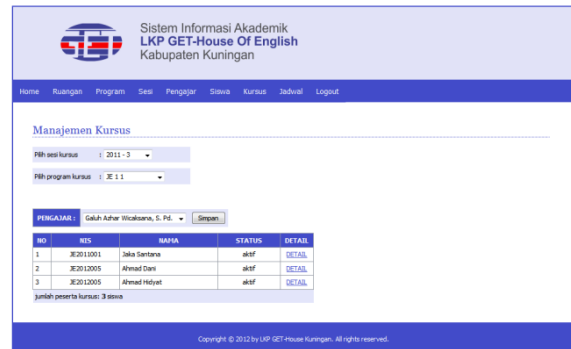 GET
Sistem Informasi Akademik
LKP GET-House Of English
Kabupaten Kuningan
Home Ruangan Program Sesi Pengajar Siswa Kursus Jadwal Logout
Manajemen Kursus
Pilih sesi kursus : 2011 - 3
Pilih program kursus : JE 1 1
PENGAJAR : Galuh Azhar Wicaksana, S. Pd. Simpan
NO NIS NAMA STATUS DETAIL
1 JE2011001 Jaka Santana aktif DETAIL
2 JE2012005 Ahmad Dani aktif DETAIL
3 JE2012005 Ahmad Hidyat aktif DETAIL
jumlah peserta kursus: 3 siswa
Copyright © 2012 by LKP GET-House Kuningan. All rights reserved.